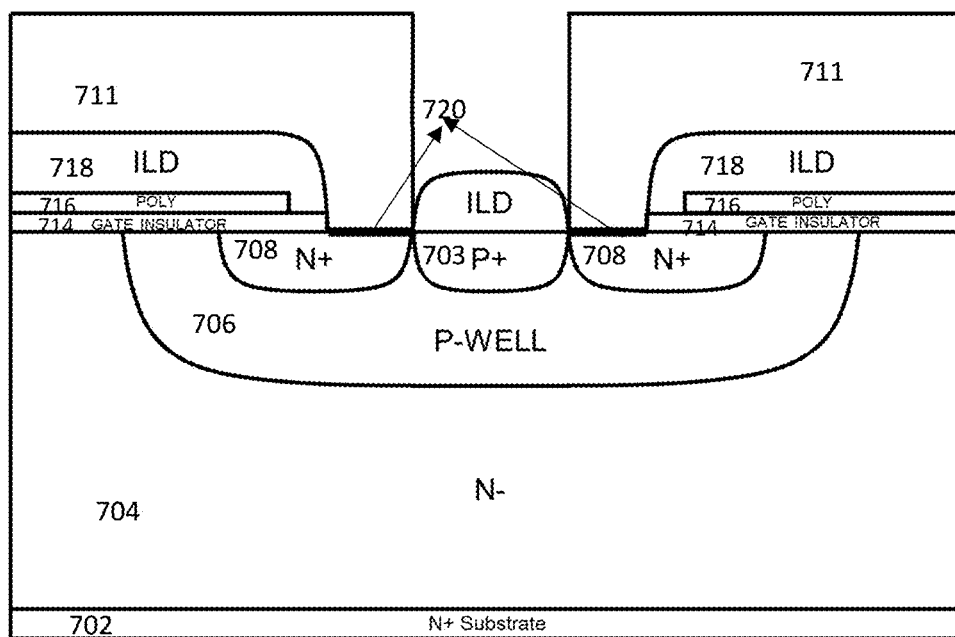 711
711
720
718 ILD
718 ILD
716 POLY
716 POLY
ILD
714 GATE INSULATOR
714 GATE INSULATOR
708 N+
703 P+
708 N+
706
P-WELL
N-
704
702 N+ Substrate